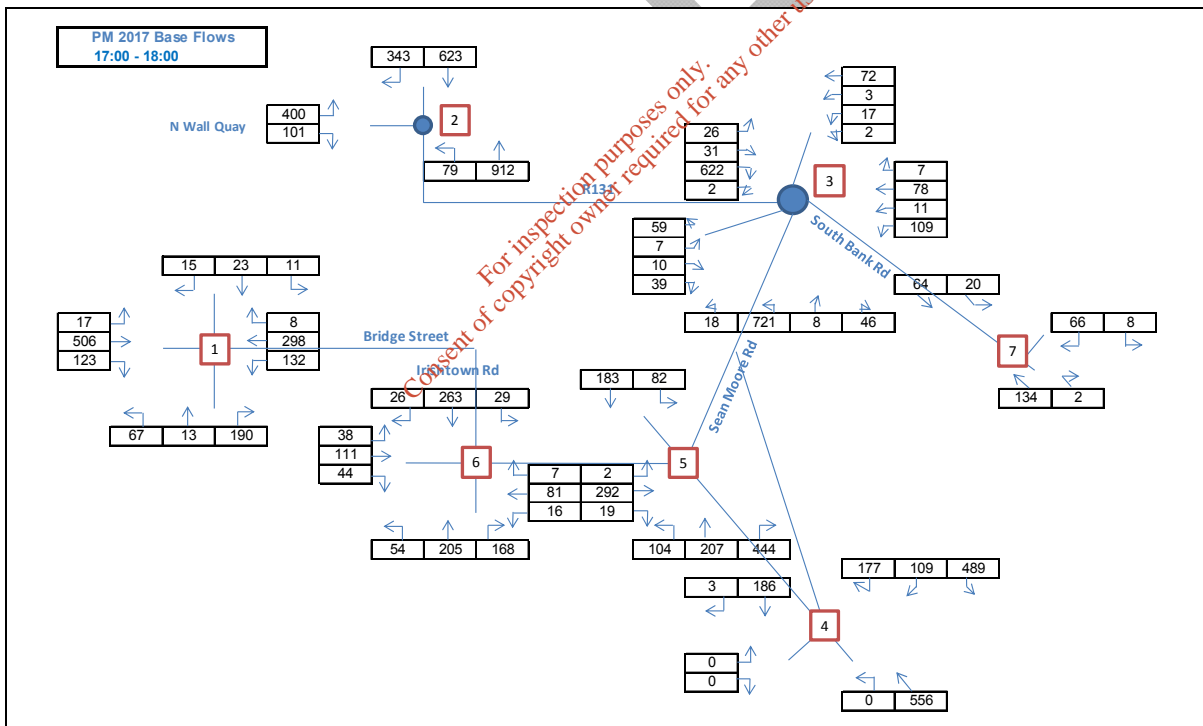 PM 2017 Base Flows
17:00 - 18:00
343 623
N Wall Quay
400
101
2
79 912
R131
72
3
17
2
26
31
622
2
3
7
78
11
109
59
7
10
39
South Bank Rd
18 721 8 46
64 20
66 8
7
134 2
15 23 11
17
506
123
1
8
298
132
Bridge Street
67 13 190
Irishtown Rd
26 263 29
38
111
44
6
54 205 168
183 82
Sean Moore Rd
5
7 2
81 292
16 19
104 207 444
3 186
177 109 489
4
0
0
0 556
For inspection purposes only.
Consent of copyright owner required for any other us